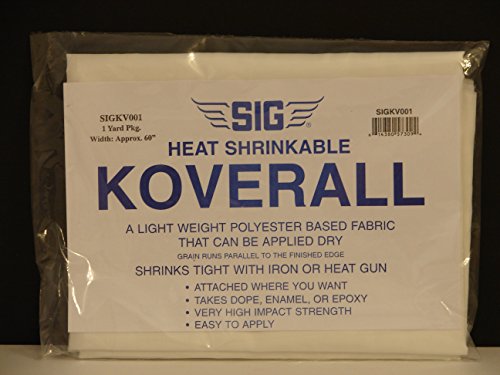 SIGKV001
1 Yard Pkg.
Width: Approx. 60"
SIG®
SIGKV001
HEAT SHRINKABLE
KOVERALL
A LIGHT WEIGHT POLYESTER BASED FABRIC
THAT CAN BE APPLIED DRY
GRAIN RUNS PARALLEL TO THE FINISHED EDGE
SHRINKS TIGHT WITH IRON OR HEAT GUN
• ATTACHED WHERE YOU WANT
• TAKES DOPE, ENAMEL, OR EPOXY
• VERY HIGH IMPACT STRENGTH
• EASY TO APPLY